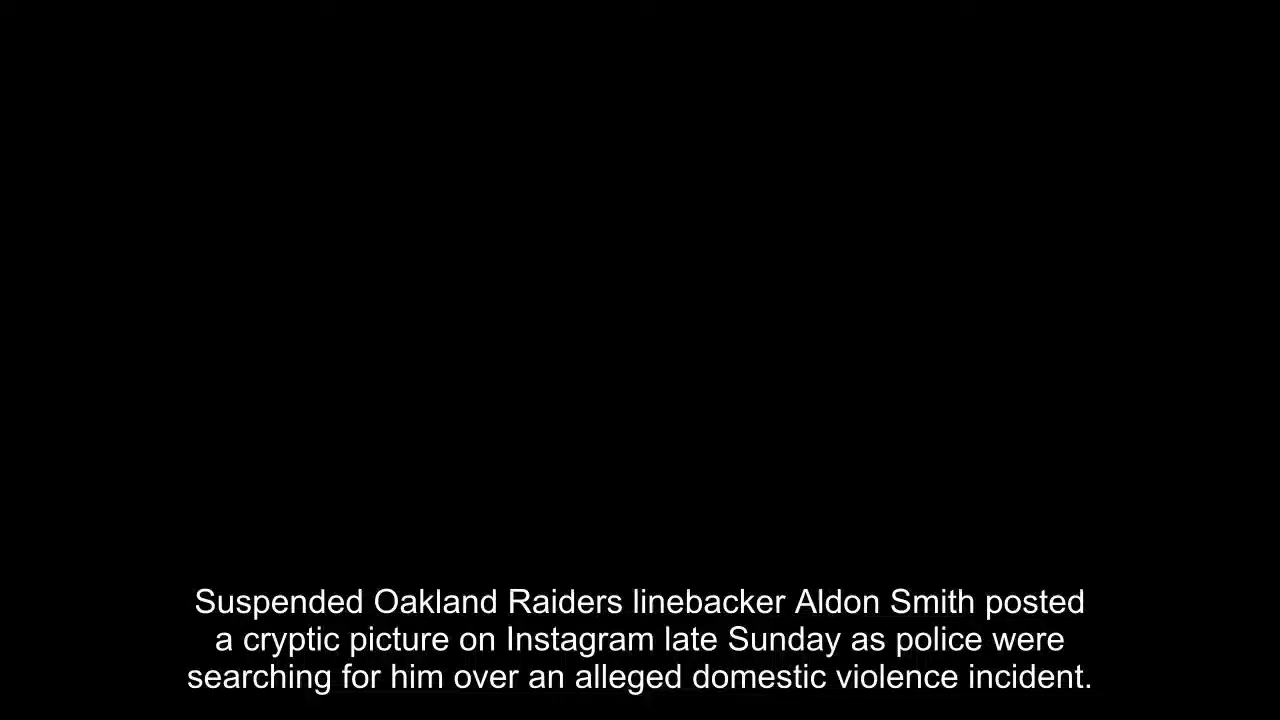 Suspended Oakland Raiders linebacker Aldon Smith posted
a cryptic picture on Instagram late Sunday as police were
searching for him over an alleged domestic violence incident.